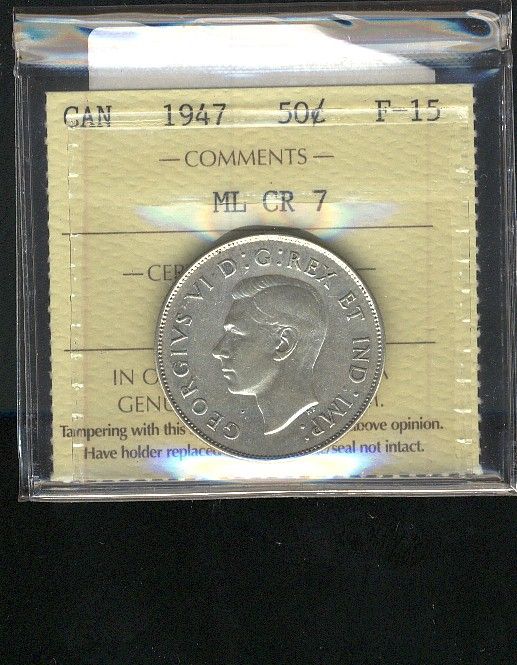 CAN 1947 50¢ F-15
— COMMENTS —
ML CR 7
— CER
IN O
GENU M.
Tampering with this above opinion.
Have holder replaced seal not intact.
GEORGIVS VI D:G:REX ET IND:IMP: